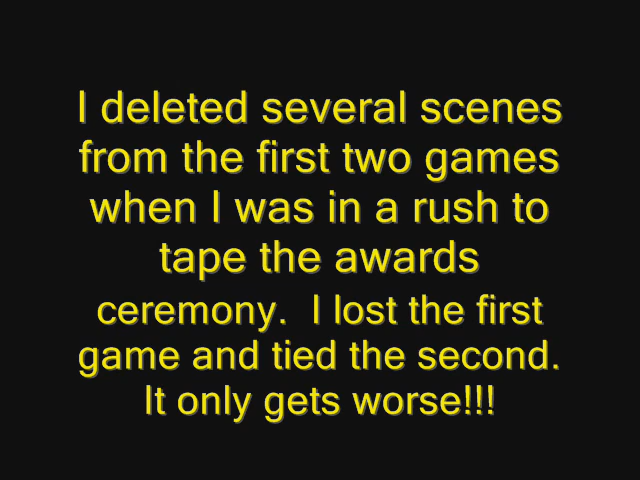 I deleted several scenes
from the first two games
when I was in a rush to
tape the awards
ceremony.  I lost the first
game and tied the second.
It only gets worse!!!